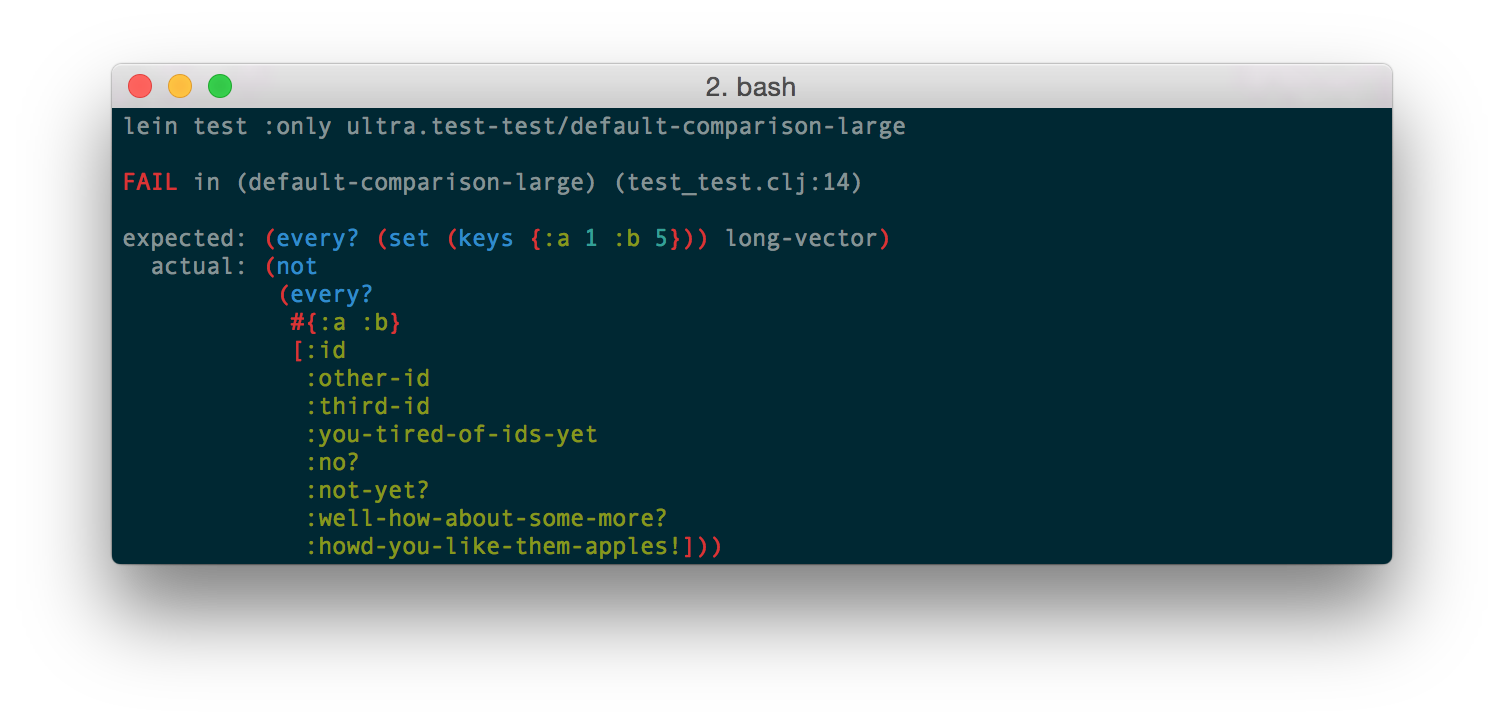 2. bash
lein test :only ultra.test-test/default-comparison-large
FAIL in (default-comparison-large) (test_test.clj:14)
expected: (every? (set (keys {:a 1 :b 5})) long-vector)
actual: (not
(every?
#{:a :b}
[:id
:other-id
:third-id
:you-tired-of-ids-yet
:no?
:not-yet?
:well-how-about-some-more?
:howd-you-like-them-apples!]))